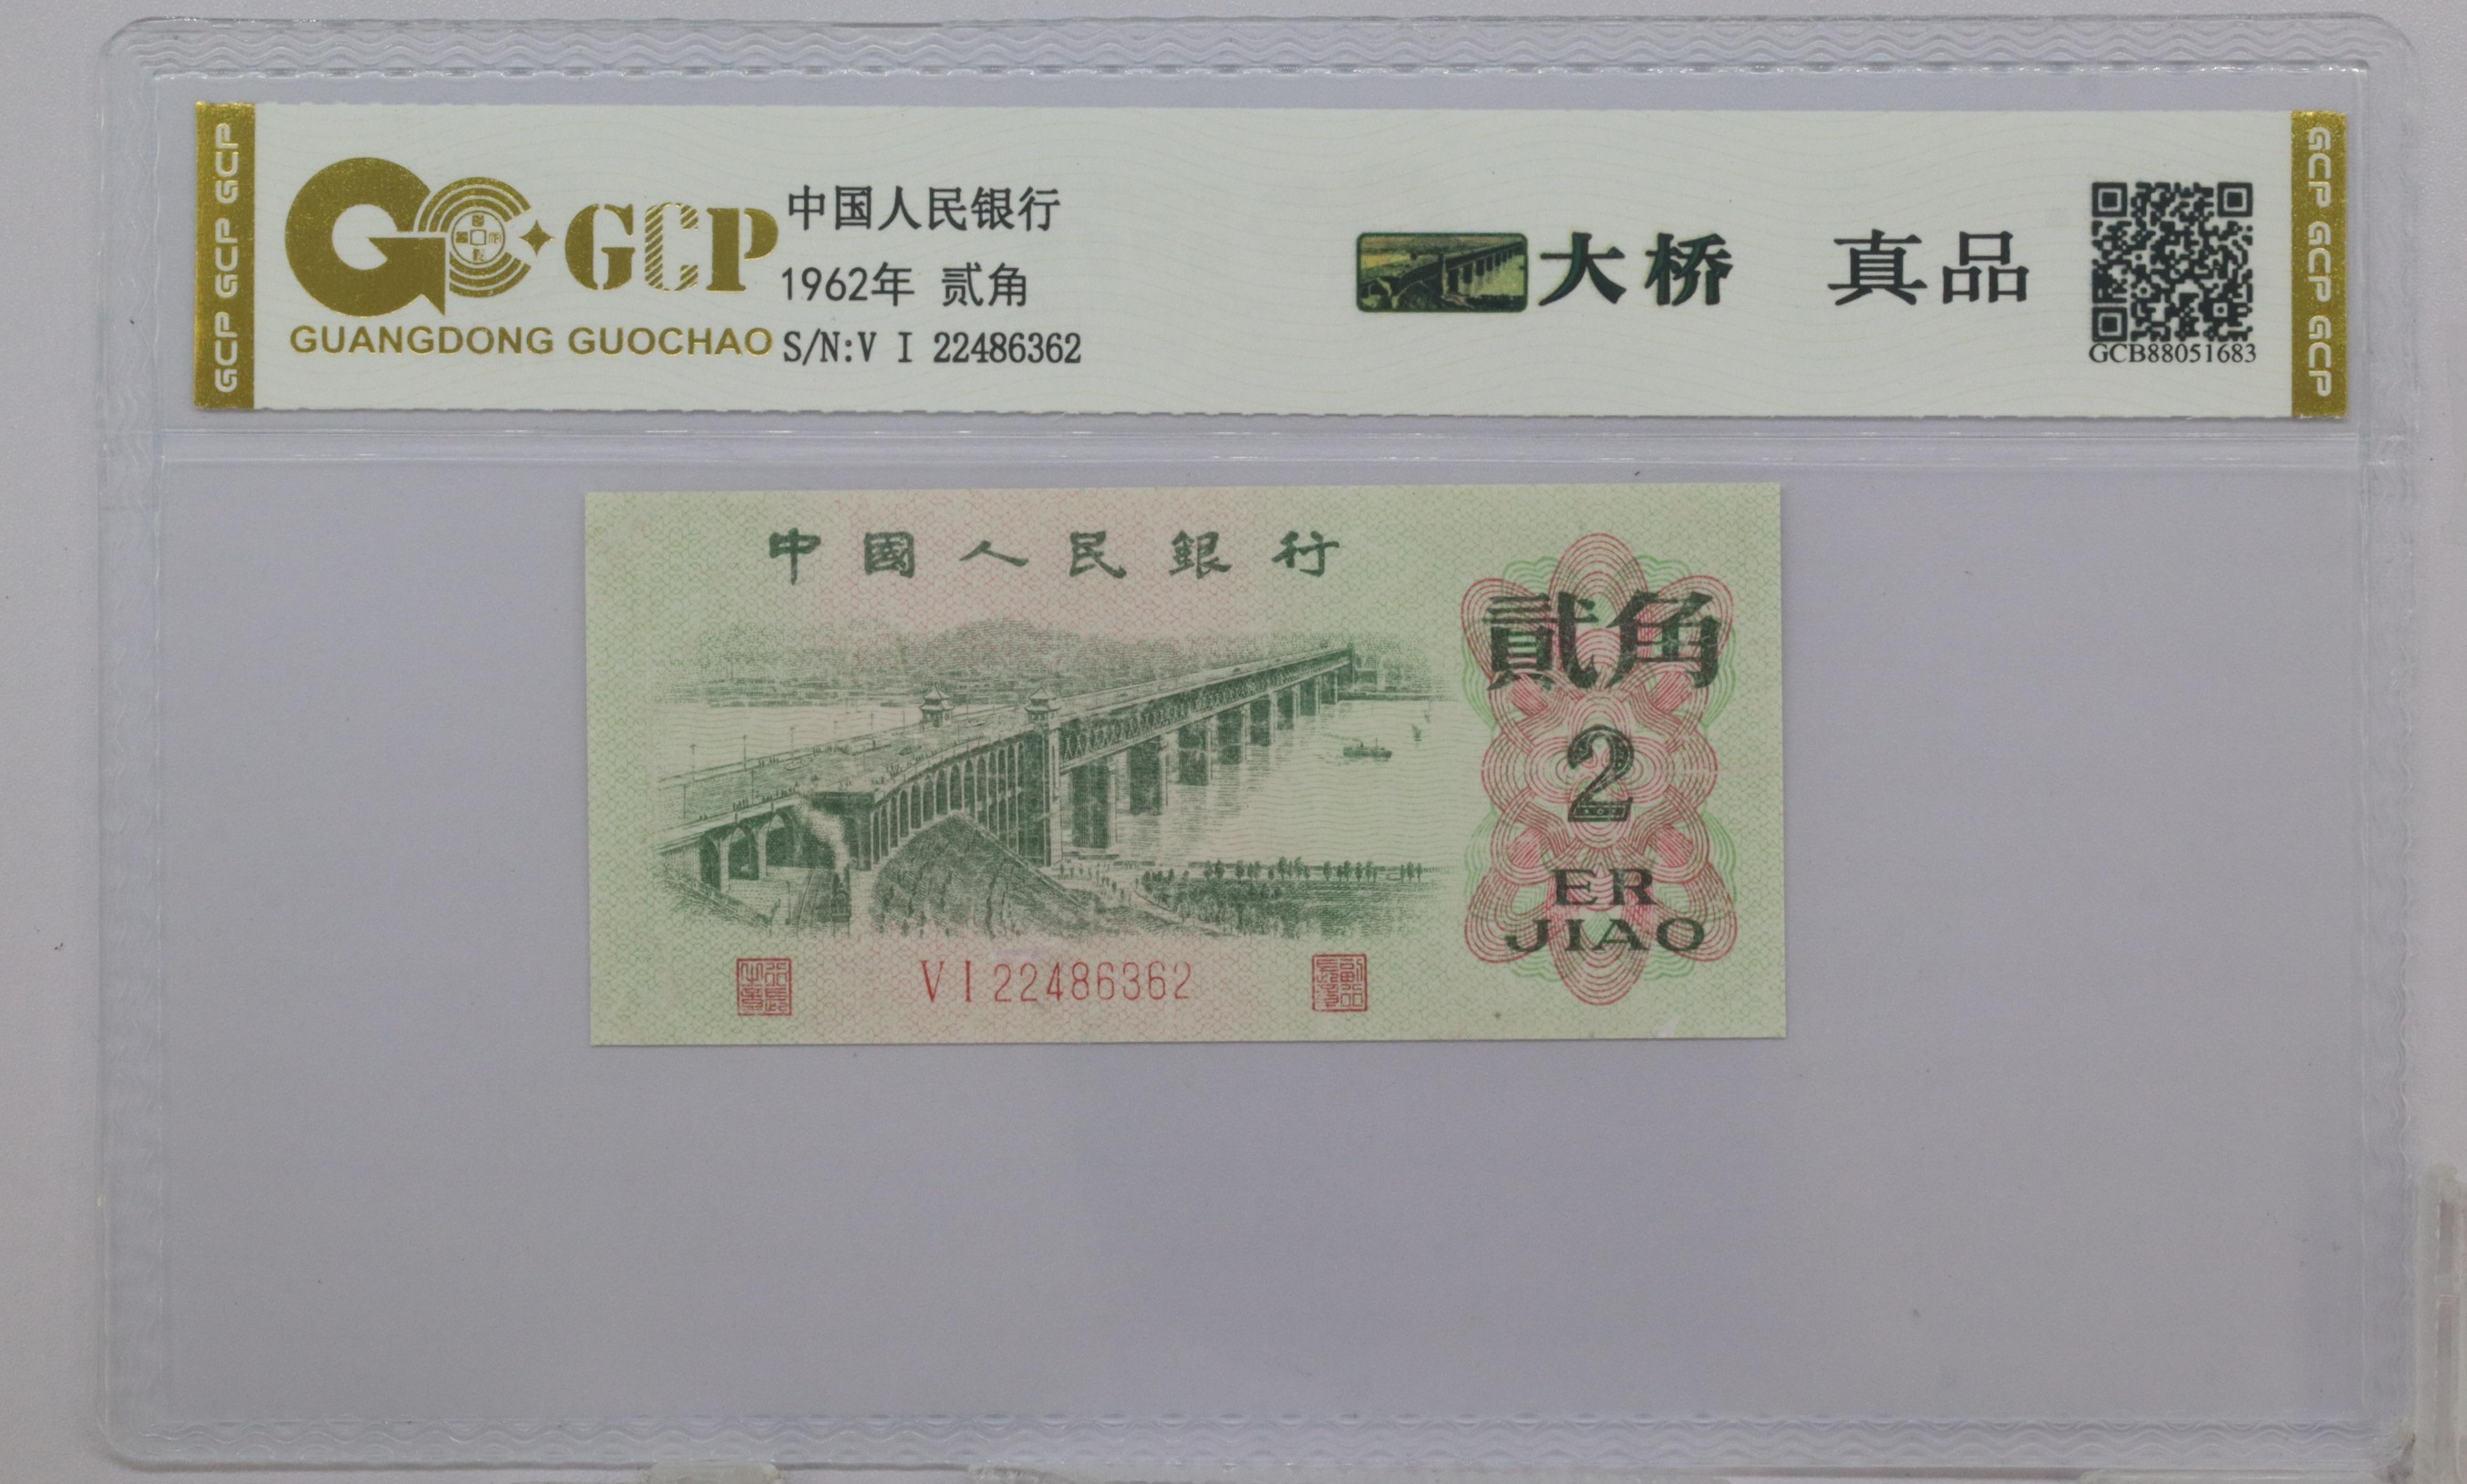 GCP GCP GCP
GCP
GUANGDONG GUOCHAO
中国人民银行
1962年 贰角
S/N:V I 22486362
大桥 真品
GCB88051683
GCP GCP GCP
中國人民銀行
貳角
2
ER
JIAO
V I 22486362